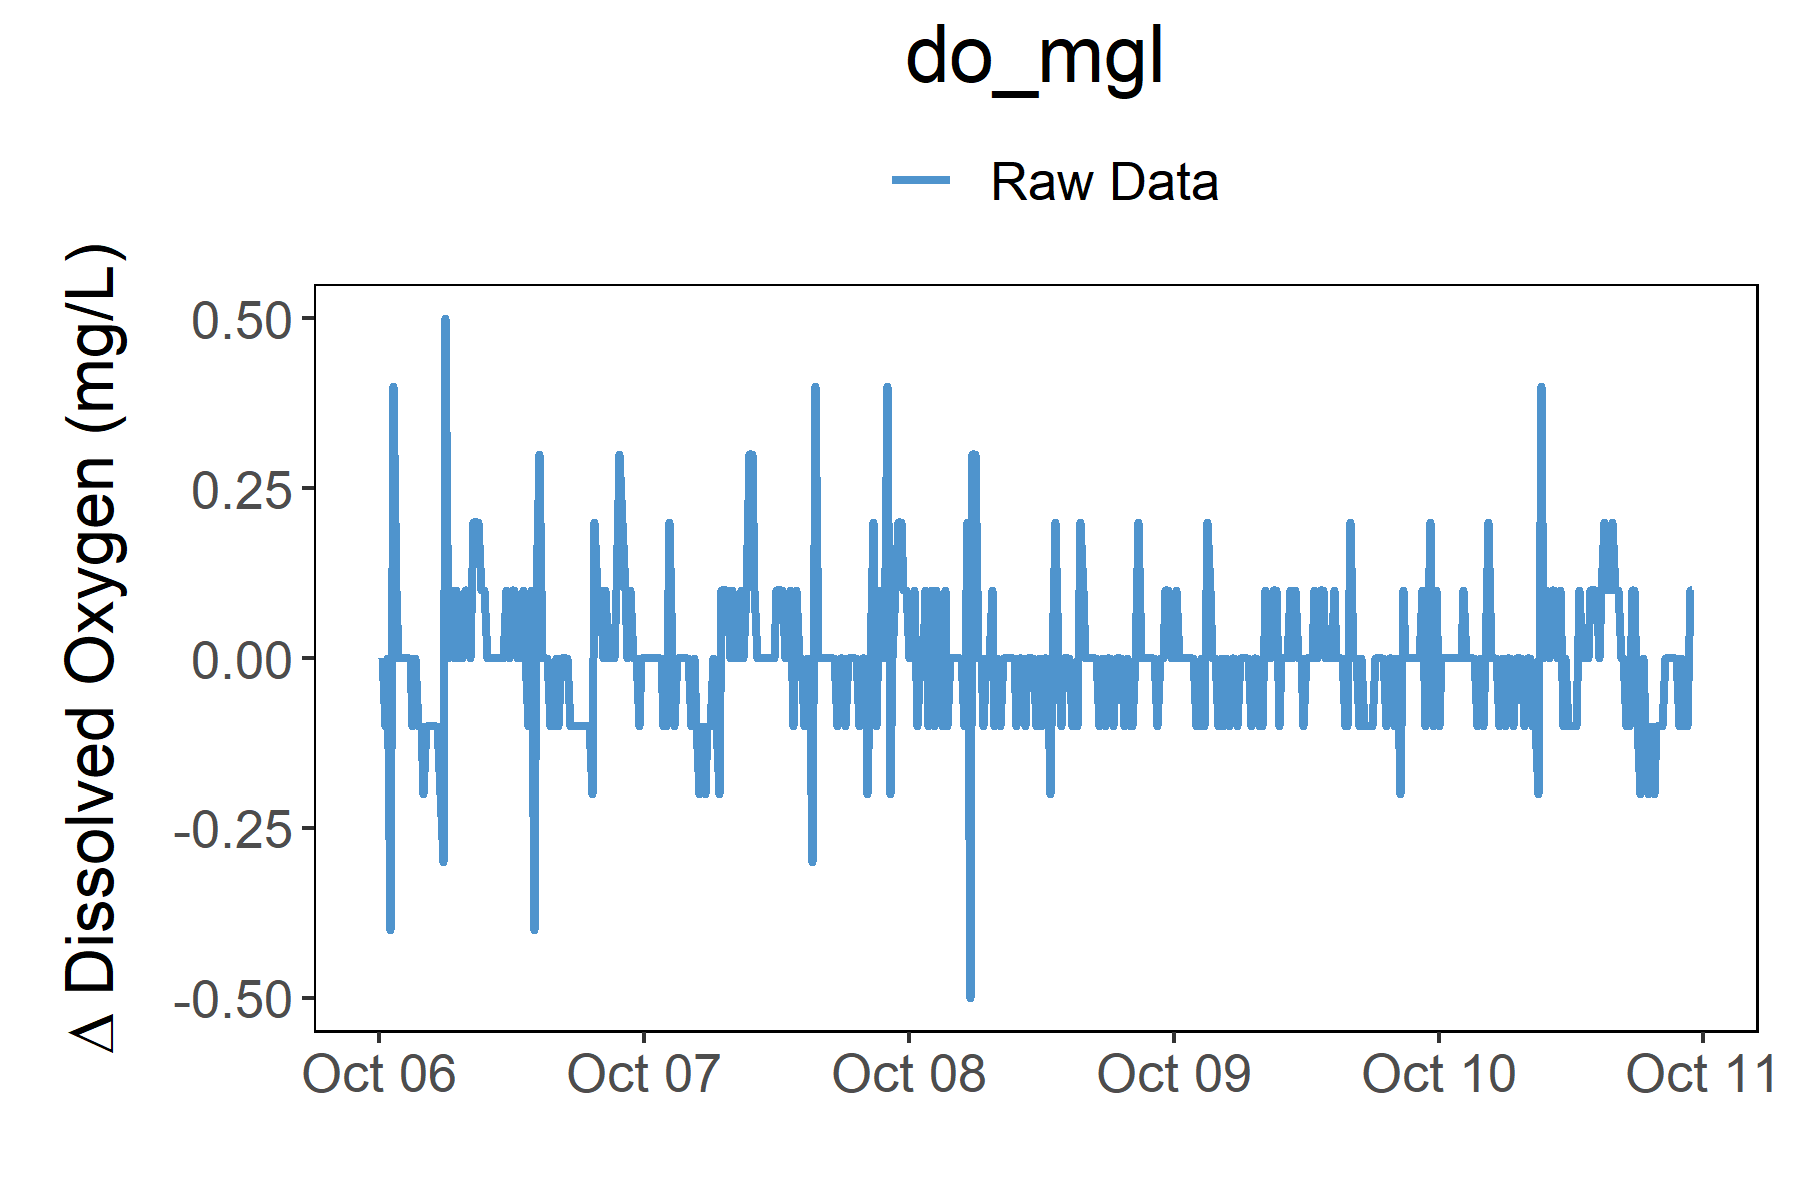 do_mgl
Raw Data
Δ Dissolved Oxygen (mg/L)
0.50
0.25
0.00
-0.25
-0.50
Oct 06 Oct 07 Oct 08 Oct 09 Oct 10 Oct 11